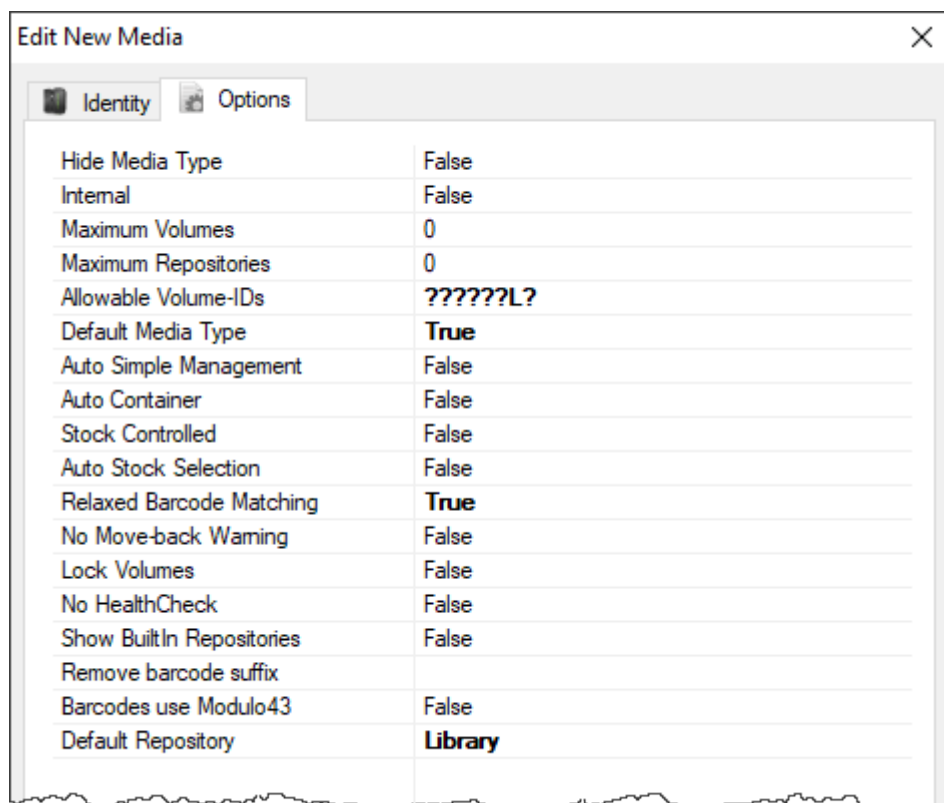 Edit New Media
Identity Options
Hide Media Type False
Internal False
Maximum Volumes 0
Maximum Repositories 0
Allowable Volume-IDs ??????L?
Default Media Type True
Auto Simple Management False
Auto Container False
Stock Controlled False
Auto Stock Selection False
Relaxed Barcode Matching True
No Move-back Warning False
Lock Volumes False
No HealthCheck False
Show BuiltIn Repositories False
Remove barcode suffix
Barcodes use Modulo43 False
Default Repository Library